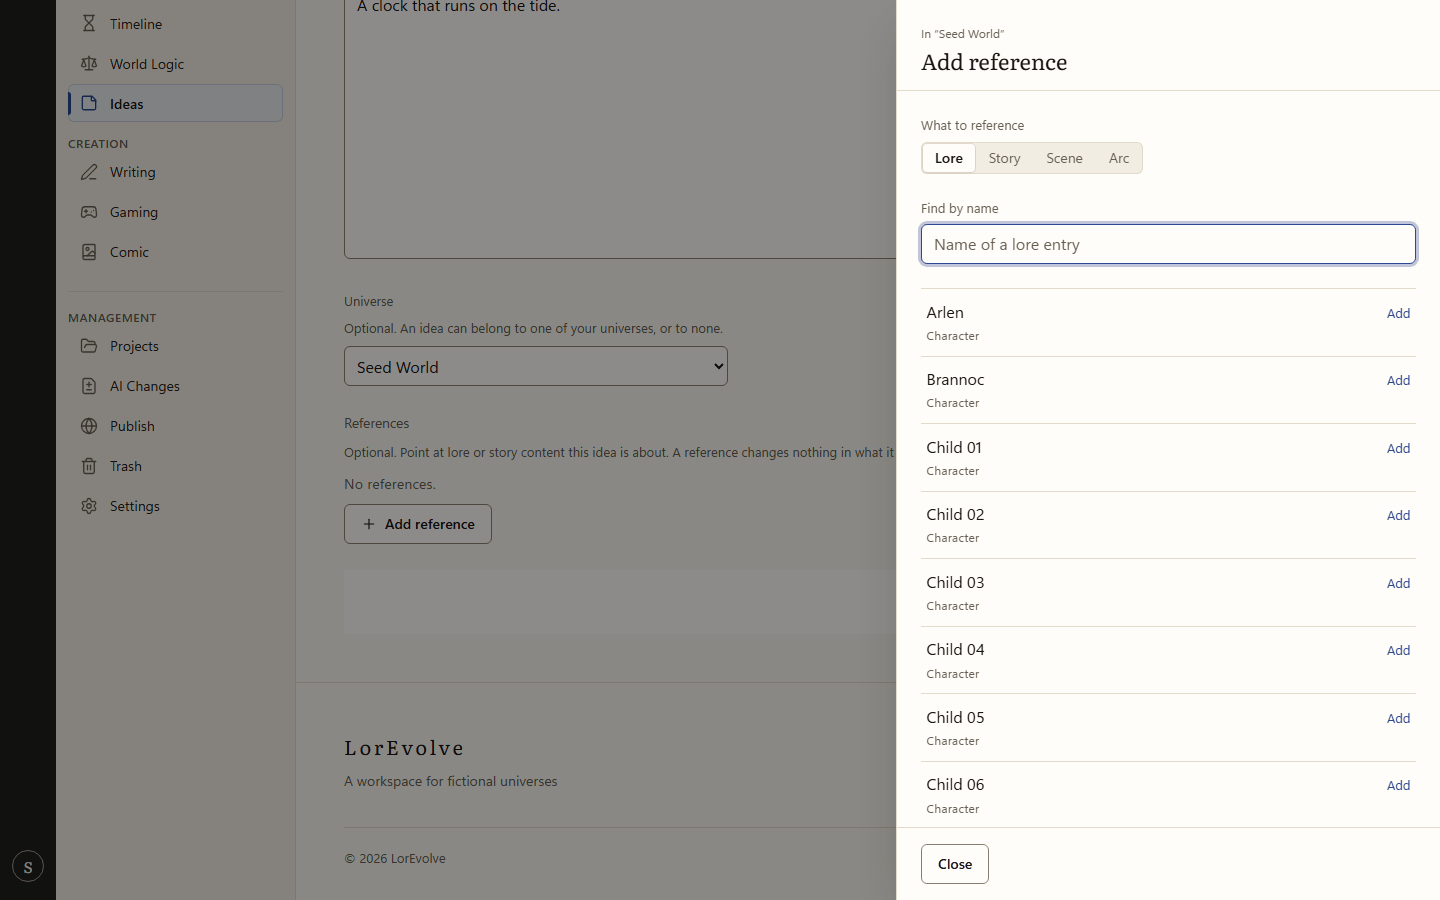 Timeline
World Logic
Ideas
CREATION
Writing
Gaming
Comic
MANAGEMENT
Projects
AI Changes
Publish
Trash
Settings
S
A clock that runs on the tide.
Universe
Optional. An idea can belong to one of your universes, or to none.
Seed World
References
Optional. Point at lore or story content this idea is about. A reference changes nothing in what it
No references.
Add reference
LorEvolve
A workspace for fictional universes
© 2026 LorEvolve
In “Seed World”
Add reference
What to reference
Lore Story Scene Arc
Find by name
Name of a lore entry
Arlen Add
Character
Brannoc Add
Character
Child 01 Add
Character
Child 02 Add
Character
Child 03 Add
Character
Child 04 Add
Character
Child 05 Add
Character
Child 06 Add
Character
Close